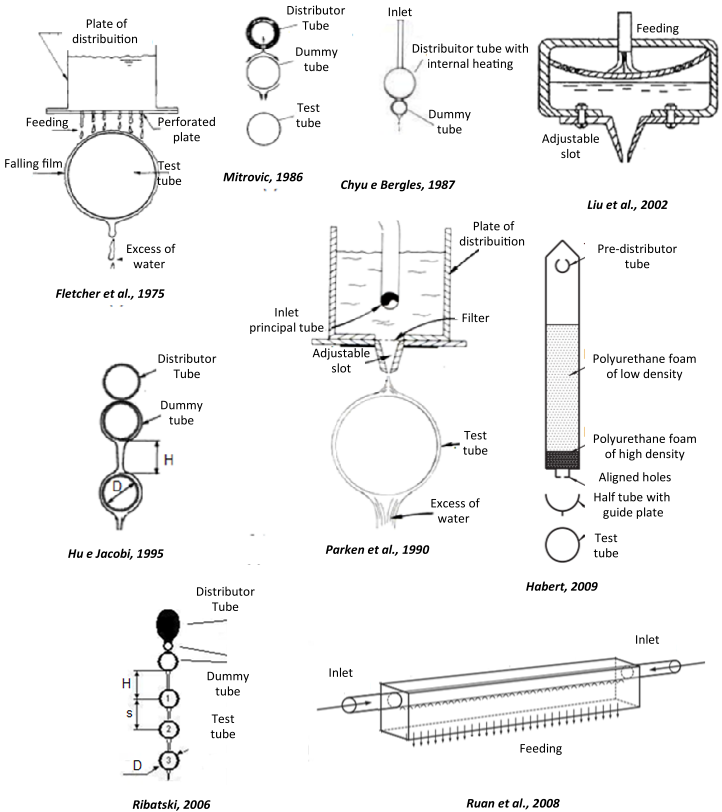 Plate of
distribuition
Feeding
Perforated
plate
Falling film
Test
tube
Excess of
water
Fletcher et al., 1975
Distributor
Tube
Dummy
tube
Test
tube
Mitrovic, 1986
Inlet
Distribuitor tube with
internal heating
Dummy
tube
Chyu e Bergles, 1987
Feeding
Adjustable
slot
Liu et al., 2002
Distributor
Tube
Dummy
tube
H
D
Hu e Jacobi, 1995
Plate of
distribuition
Inlet
principal tube
Filter
Adjustable
slot
Test
tube
Excess of
water
Parken et al., 1990
Pre-distributor
tube
Polyurethane foam
of low density
Polyurethane foam
of high density
Aligned holes
Half tube with
guide plate
Test
tube
Habert, 2009
Distributor
Tube
Dummy
tube
H
1
s
2
Test
tube
3
D
Ribatski, 2006
Inlet
Inlet
Feeding
Ruan et al., 2008